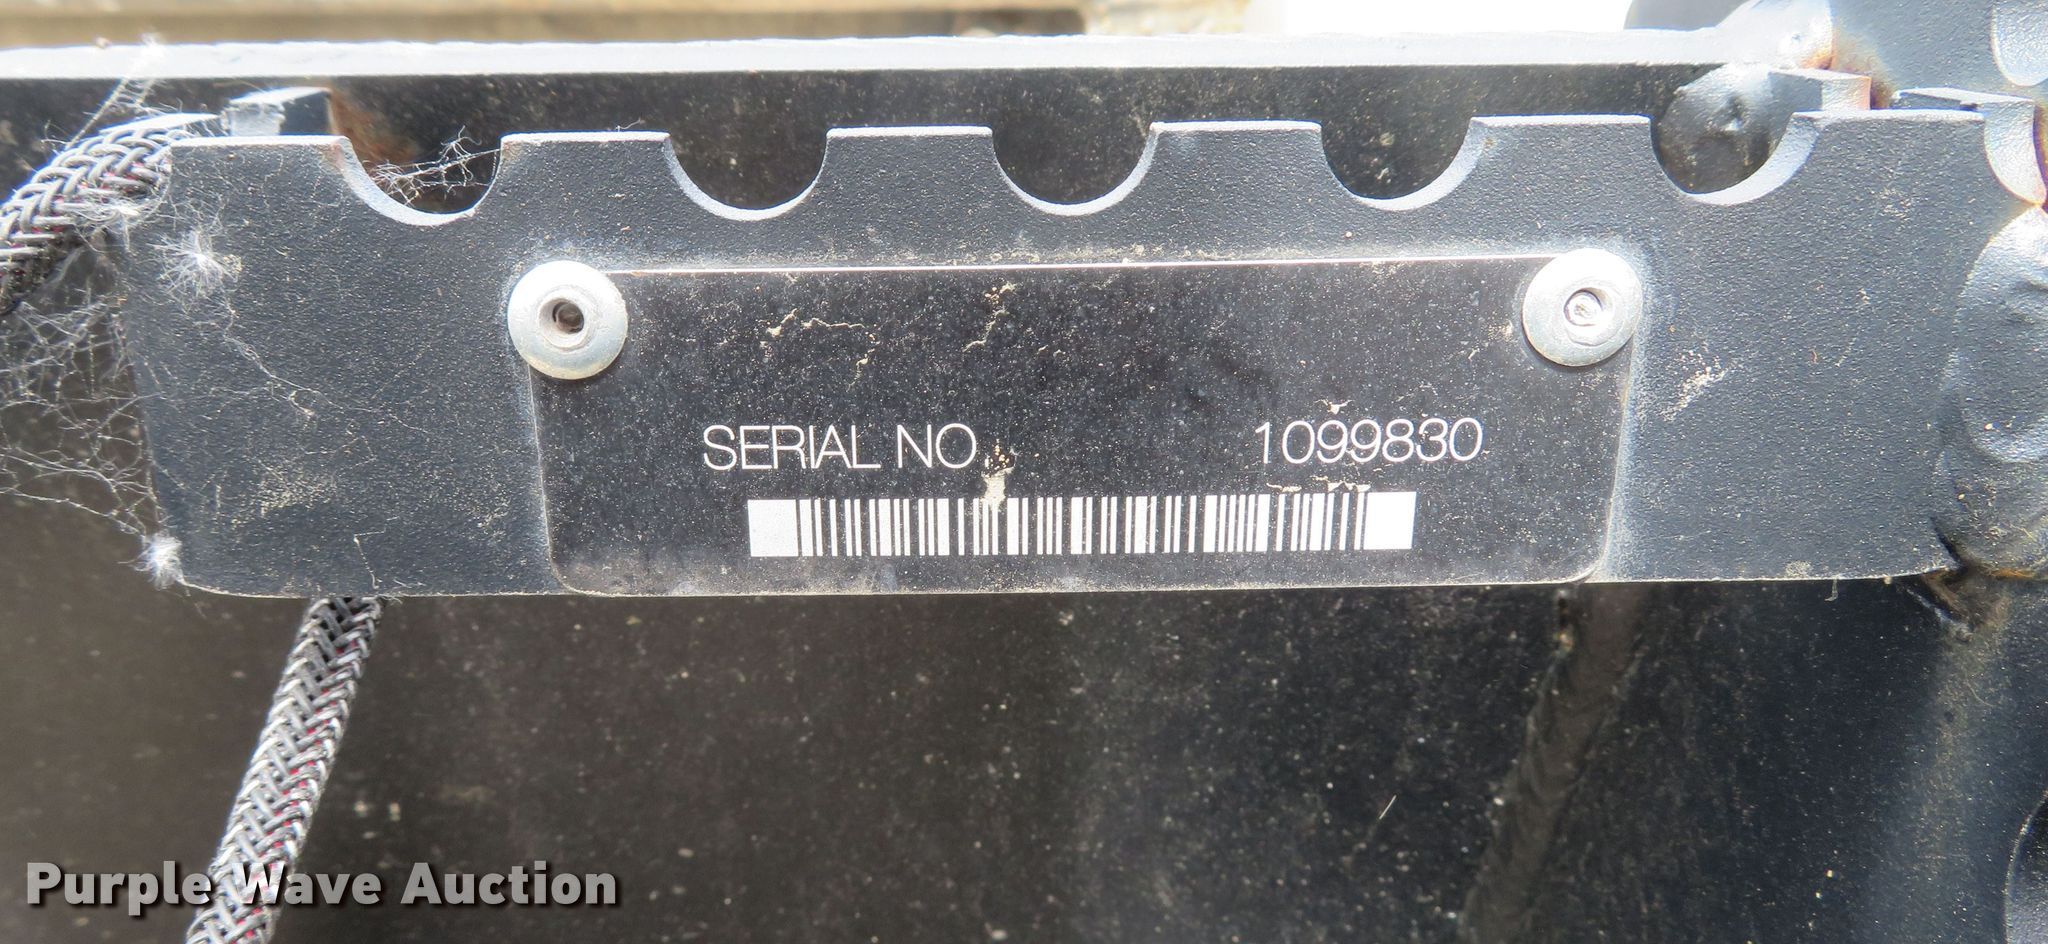 SERIAL NO 1099830
Purple Wave Auction